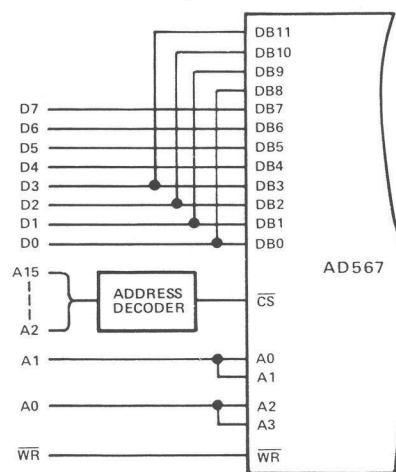 DB11
DB10
DB9
DB8
D7 DB7
D6 DB6
D5 DB5
D4 DB4
D3 DB3
D2 DB2
D1 DB1
D0 DB0
AD567
A15
ADDRESS
DECODER
CS
A2
A1 A0
A1
A0 A2
A3
WR WR